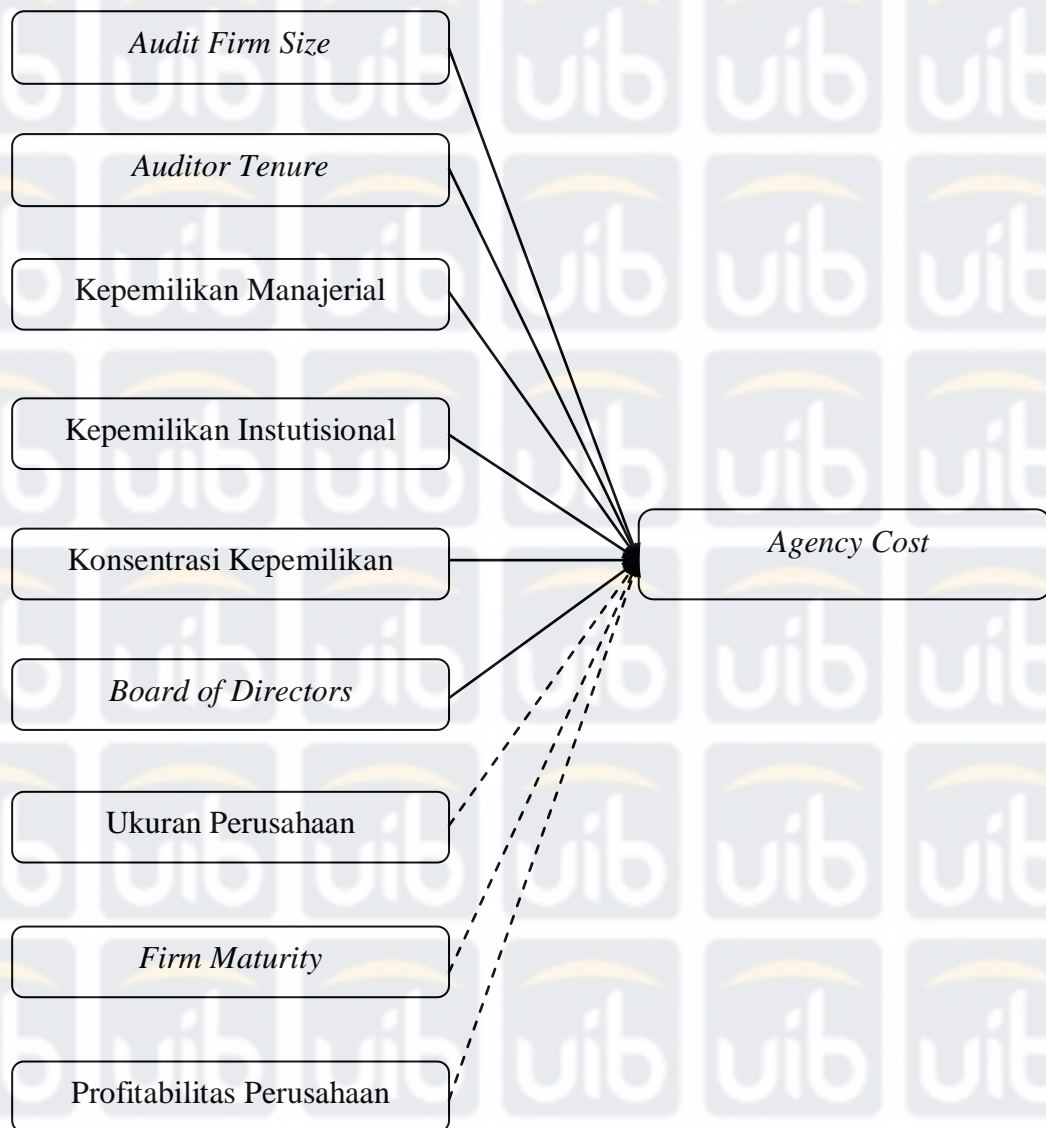 Audit Firm Size
Auditor Tenure
Kepemilikan Manajerial
Kepemilikan Instutisional
Konsentrasi Kepemilikan
Agency Cost
Board of Directors
Ukuran Perusahaan
Firm Maturity
Profitabilitas Perusahaan
uib